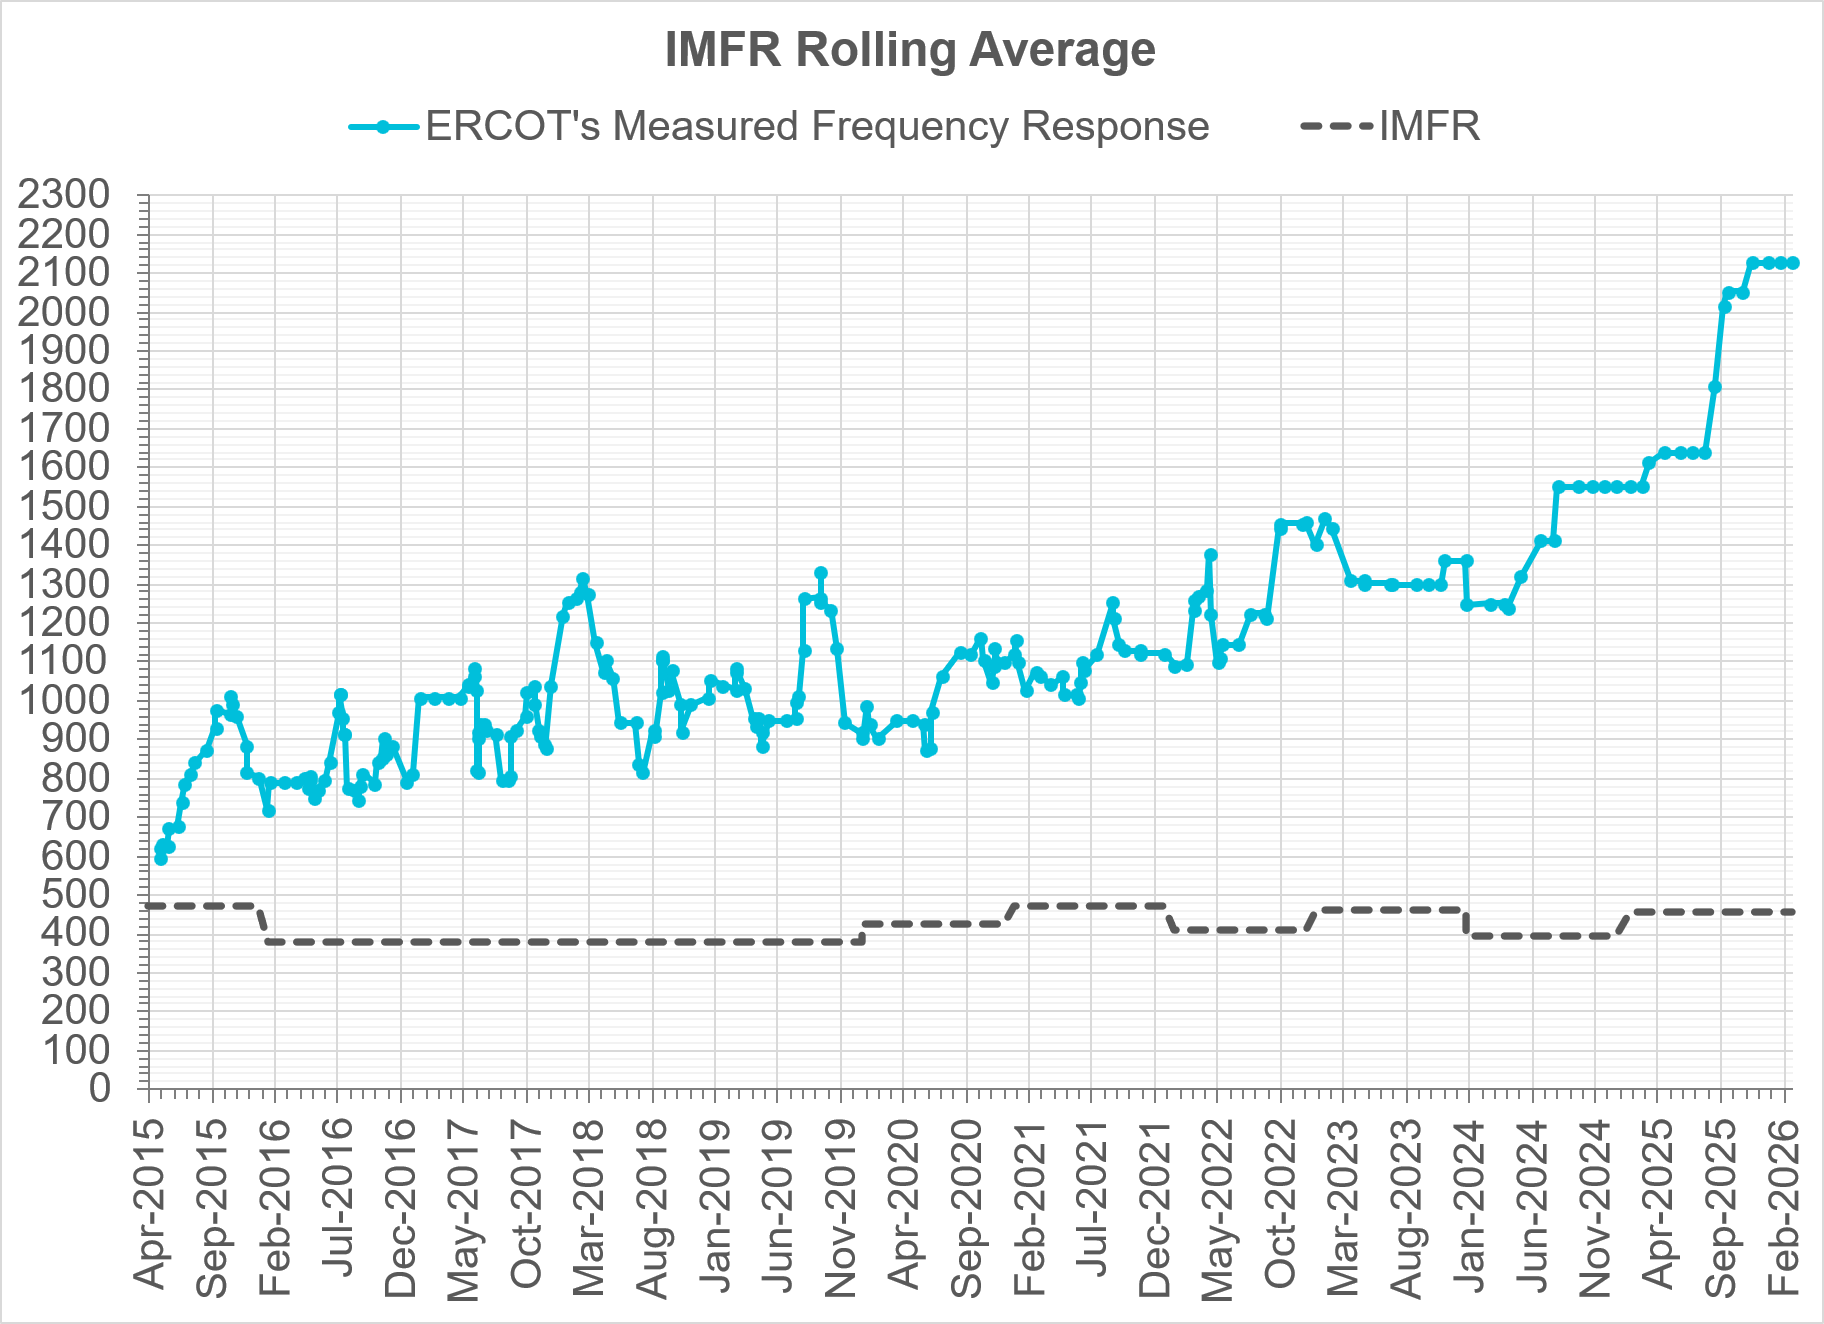 IMFR Rolling Average
ERCOT's Measured Frequency Response
IMFR
2300
2200
2100
2000
1900
1800
1700
1600
1500
1400
1300
1200
1100
1000
900
800
700
600
500
400
300
200
100
0
Apr-2015
Sep-2015
Feb-2016
Jul-2016
Dec-2016
May-2017
Oct-2017
Mar-2018
Aug-2018
Jan-2019
Jun-2019
Nov-2019
Apr-2020
Sep-2020
Feb-2021
Jul-2021
Dec-2021
May-2022
Oct-2022
Mar-2023
Aug-2023
Jan-2024
Jun-2024
Nov-2024
Apr-2025
Sep-2025
Feb-2026